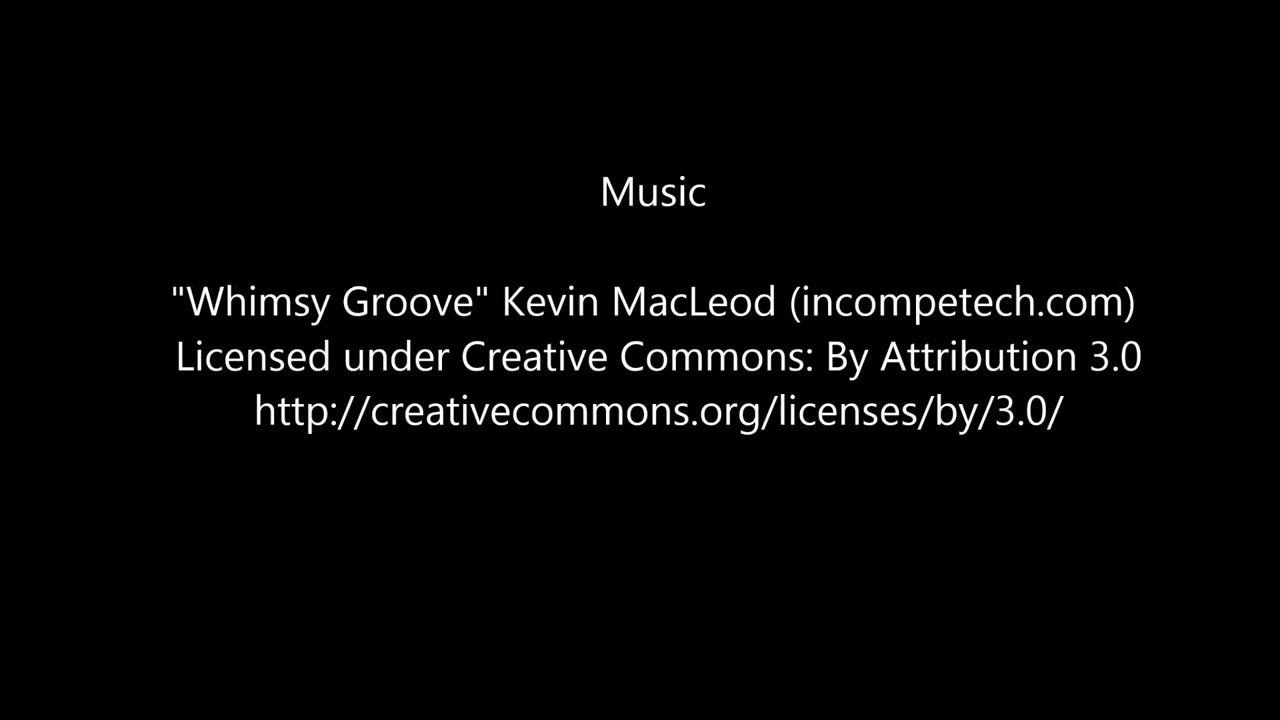 Music
"Whimsy Groove" Kevin MacLeod (incompetech.com)
Licensed under Creative Commons: By Attribution 3.0
http://creativecommons.org/licenses/by/3.0/